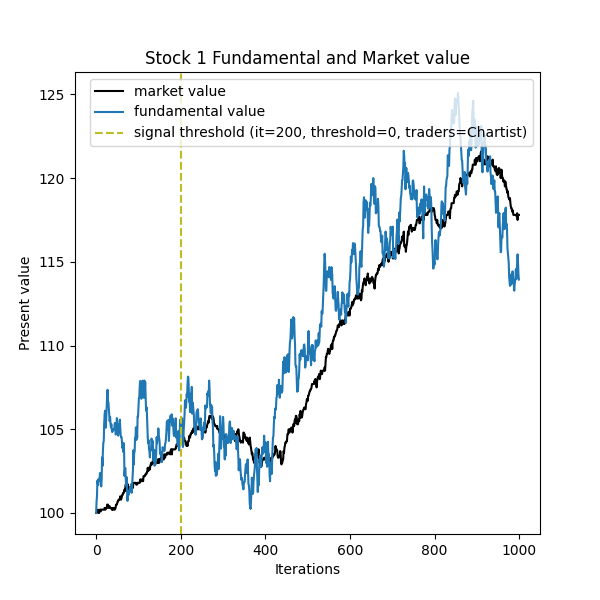 Stock 1 Fundamental and Market value
market value
fundamental value
signal threshold (it=200, threshold=0, traders=Chartist)
Present value
125
120
115
110
105
100
0 200 400 600 800 1000
Iterations